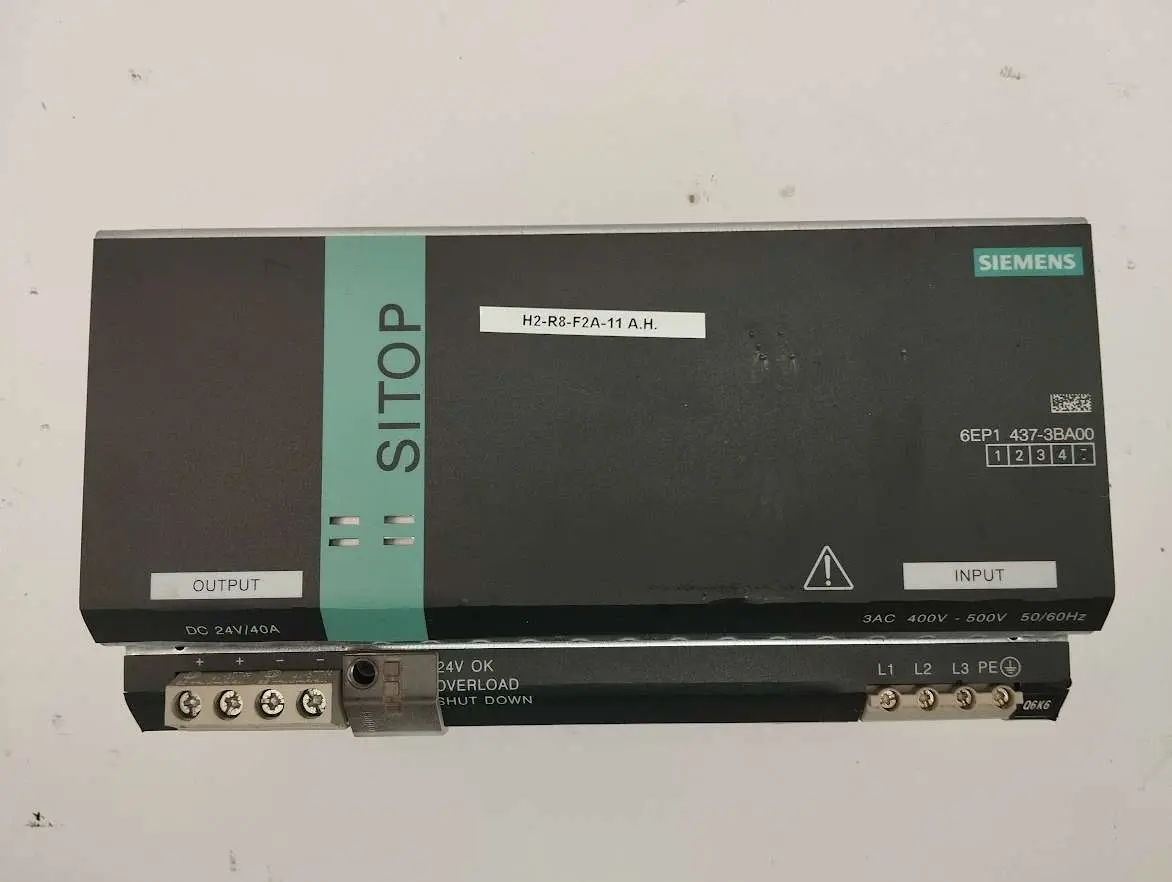 SIEMENS
SITOP
H2-R8-F2A-11 A.H.
6EP1 437-3BA00
1 2 3 4
OUTPUT
INPUT
DC 24V/40A
3AC 400V - 500V 50/60Hz
+ + - -
24V OK
OVERLOAD
SHUT DOWN
L1 L2 L3 PE
Q6K6